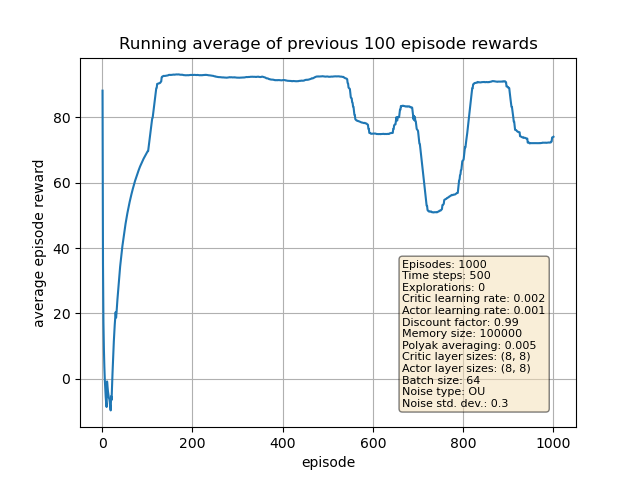 Running average of previous 100 episode rewards
average episode reward
80
60
40
20
0
Episodes: 1000
Time steps: 500
Explorations: 0
Critic learning rate: 0.002
Actor learning rate: 0.001
Discount factor: 0.99
Memory size: 100000
Polyak averaging: 0.005
Critic layer sizes: (8, 8)
Actor layer sizes: (8, 8)
Batch size: 64
Noise type: OU
Noise std. dev.: 0.3
0 200 400 600 800 1000
episode